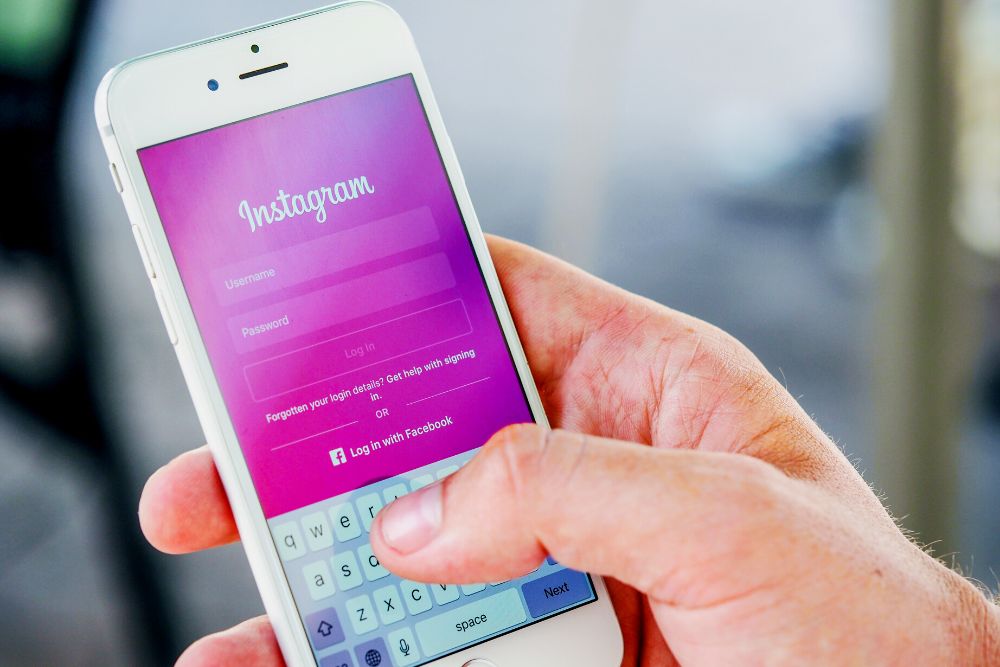 Instagram
Username
Password
Log In
Forgotten your login details? Get help with signing
in.
OR
Log in with Facebook
q w e r
a s d
z x c v
space Next